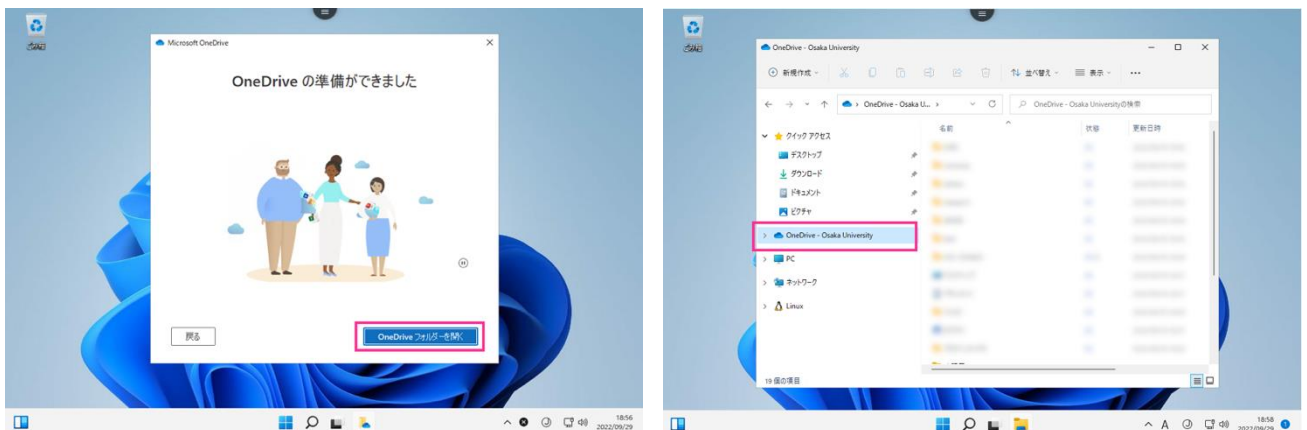 ごみ箱
Microsoft OneDrive
OneDrive の準備ができました
戻る
OneDrive フォルダーを開く
18:56
2022/09/29
ごみ箱
OneDrive - Osaka University
新規作成
並べ替え
表示
OneDrive - Osaka U...
OneDrive - Osaka Universityの検索
名前 状態 更新日時
クイック アクセス
デスクトップ
ダウンロード
ドキュメント
ピクチャ
OneDrive - Osaka University
PC
ネットワーク
Linux
19 個の項目
A
18:58
2022/09/29